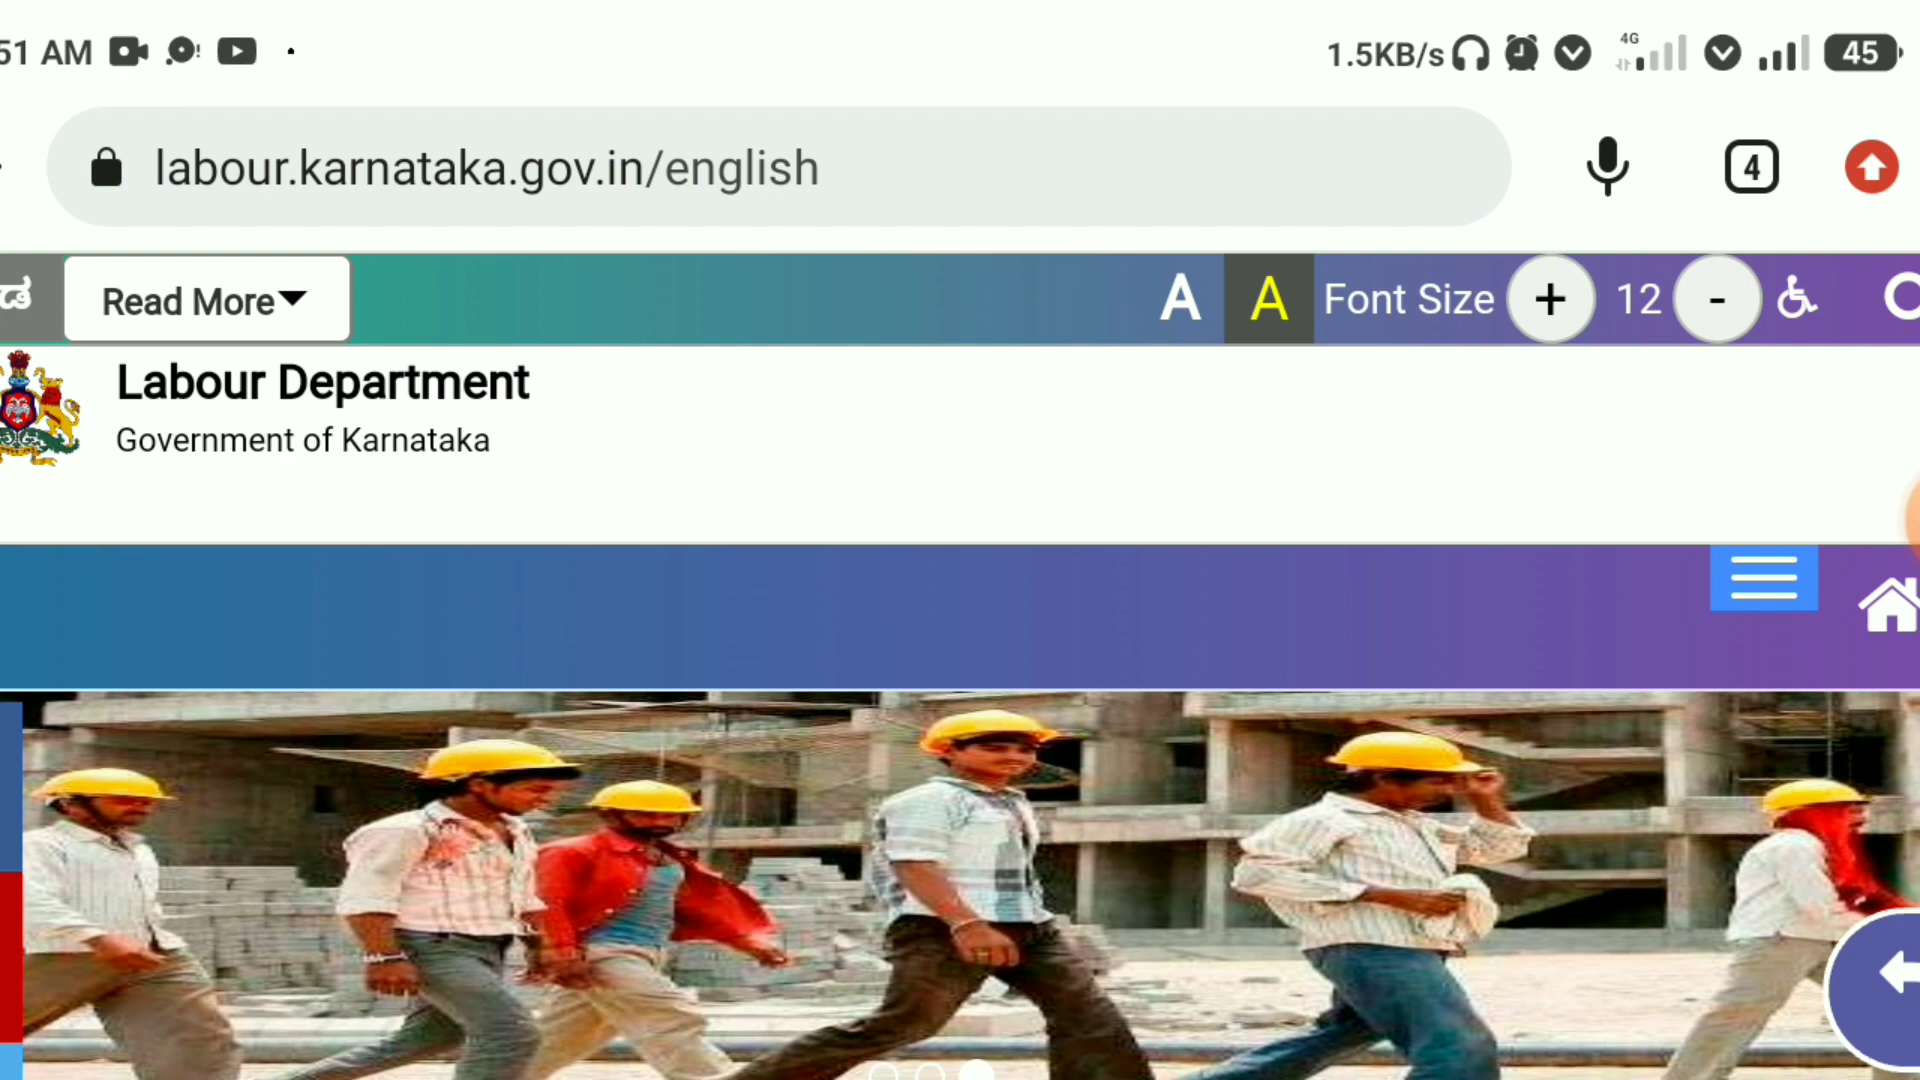 51 AM
1.5KB/s 4G 45
labour.karnataka.gov.in/english
4
ಡ Read More A A Font Size + 12 -
Labour Department
Government of Karnataka